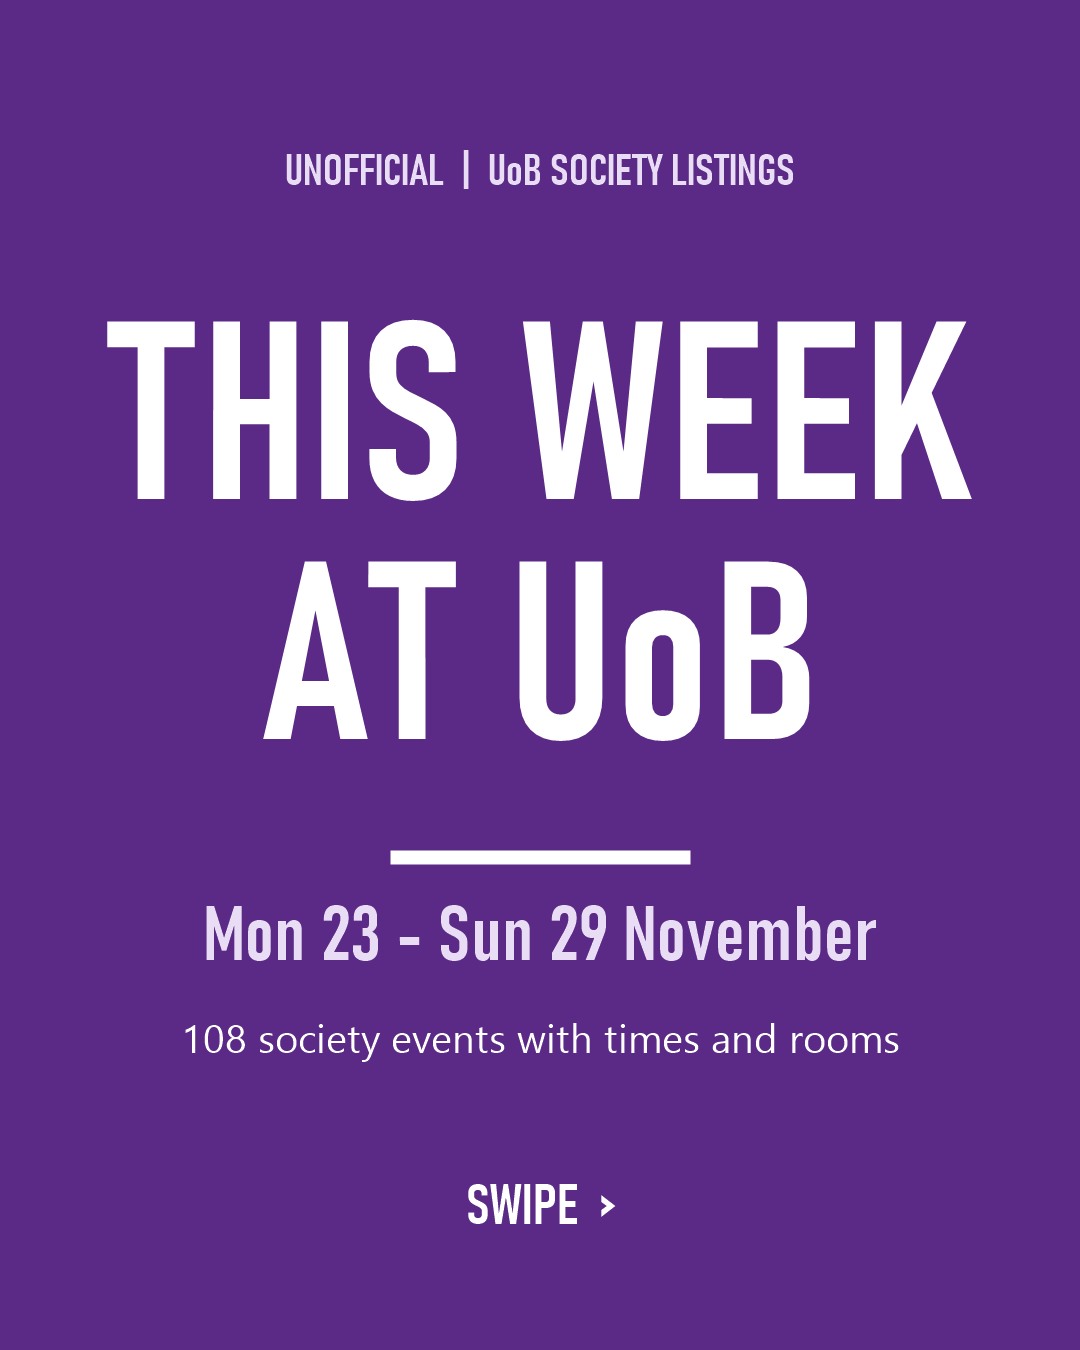 UNOFFICIAL | UoB SOCIETY LISTINGS
THIS WEEK
AT UoB
Mon 23 - Sun 29 November
108 society events with times and rooms
SWIPE >